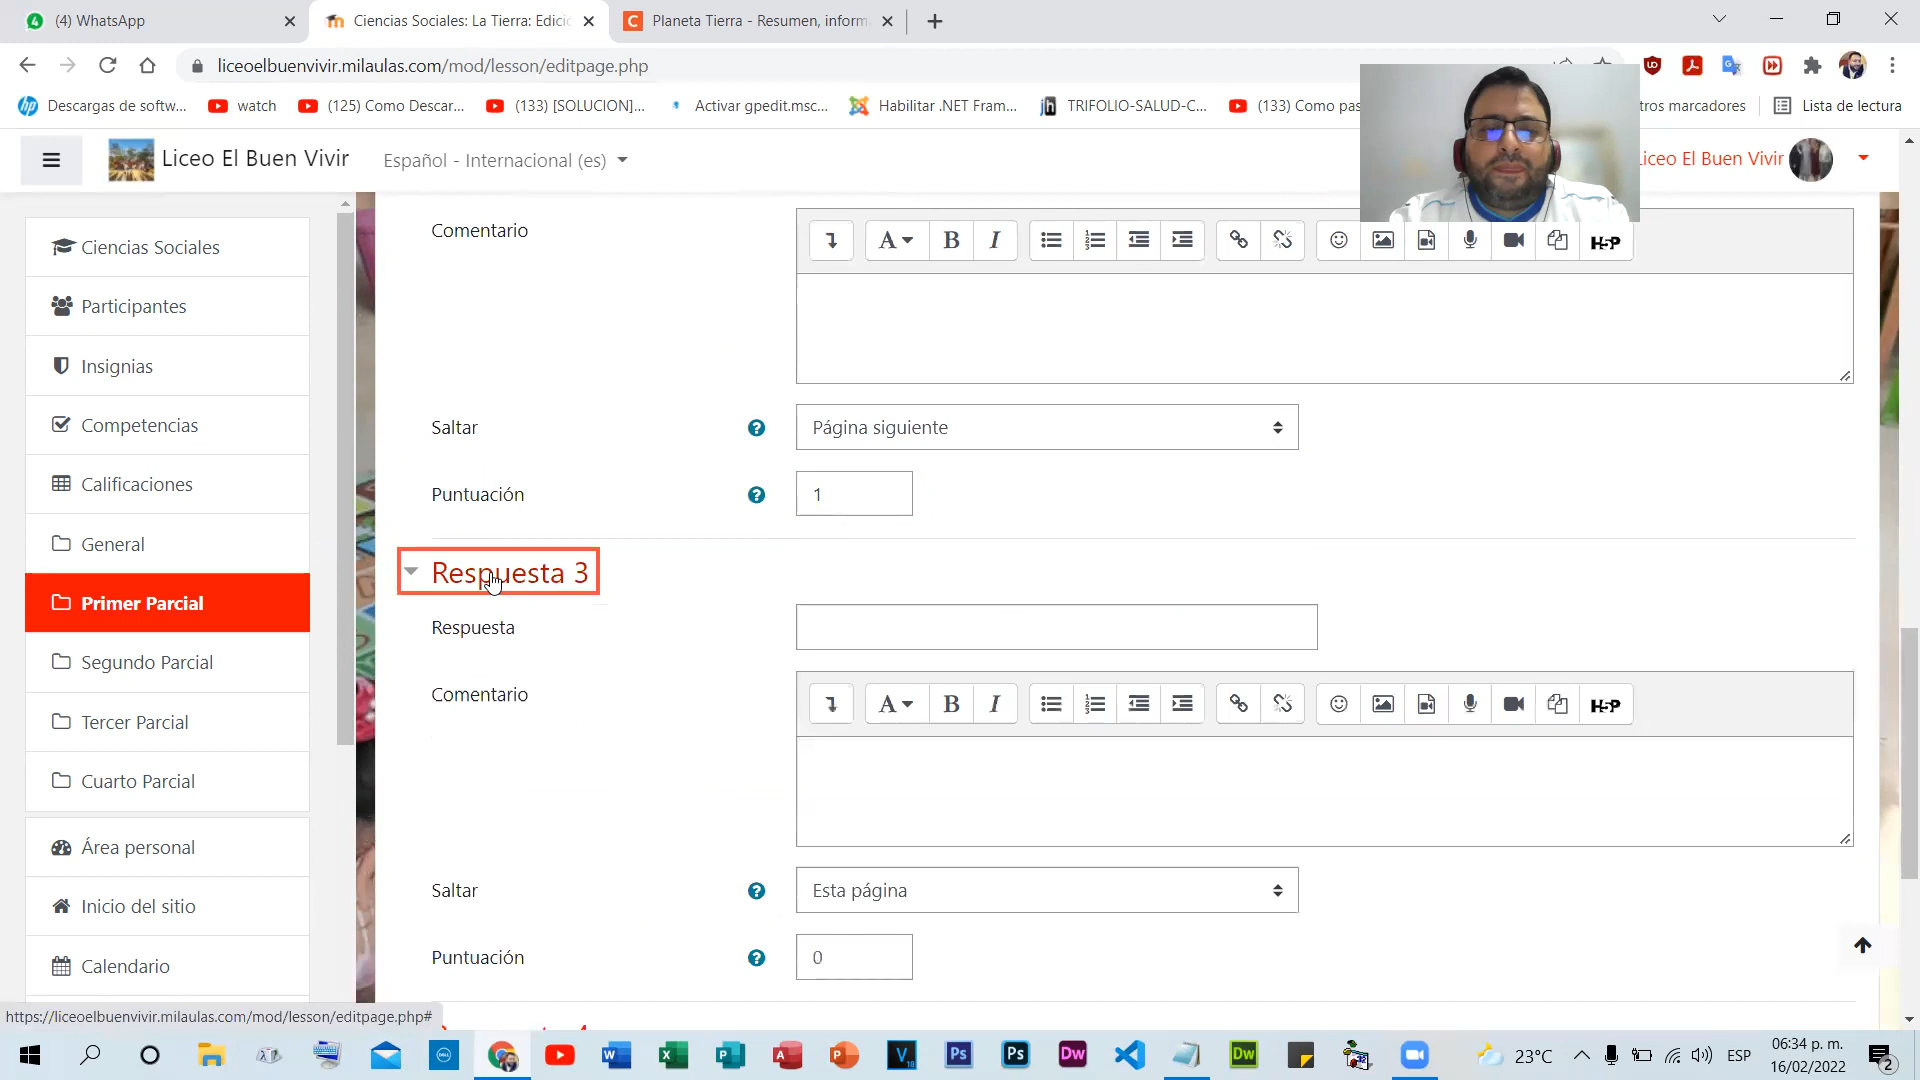 (4) WhatsApp
Ciencias Sociales: La Tierra: Edici
Planeta Tierra - Resumen, inform
liceoelbuenvivir.milaulas.com/mod/lesson/editpage.php
Descargas de softw...
watch
(125) Como Descar...
(133) [SOLUCION]...
Activar gpedit.msc...
Habilitar .NET Fram...
TRIFOLIO-SALUD-C...
(133) Como pas
tros marcadores
Lista de lectura
Liceo El Buen Vivir
Español - Internacional (es)
iceo El Buen Vivir
Ciencias Sociales
Participantes
Insignias
Competencias
Calificaciones
General
Primer Parcial
Segundo Parcial
Tercer Parcial
Cuarto Parcial
Área personal
Inicio del sitio
Calendario
Comentario
A B I
H5P
Saltar
Página siguiente
Puntuación
1
Respuesta 3
Respuesta
Comentario
A B I
H5P
Saltar
Esta página
Puntuación
0
https://liceoelbuenvivir.milaulas.com/mod/lesson/editpage.php#
23°C
ESP
06:34 p. m.
16/02/2022
2